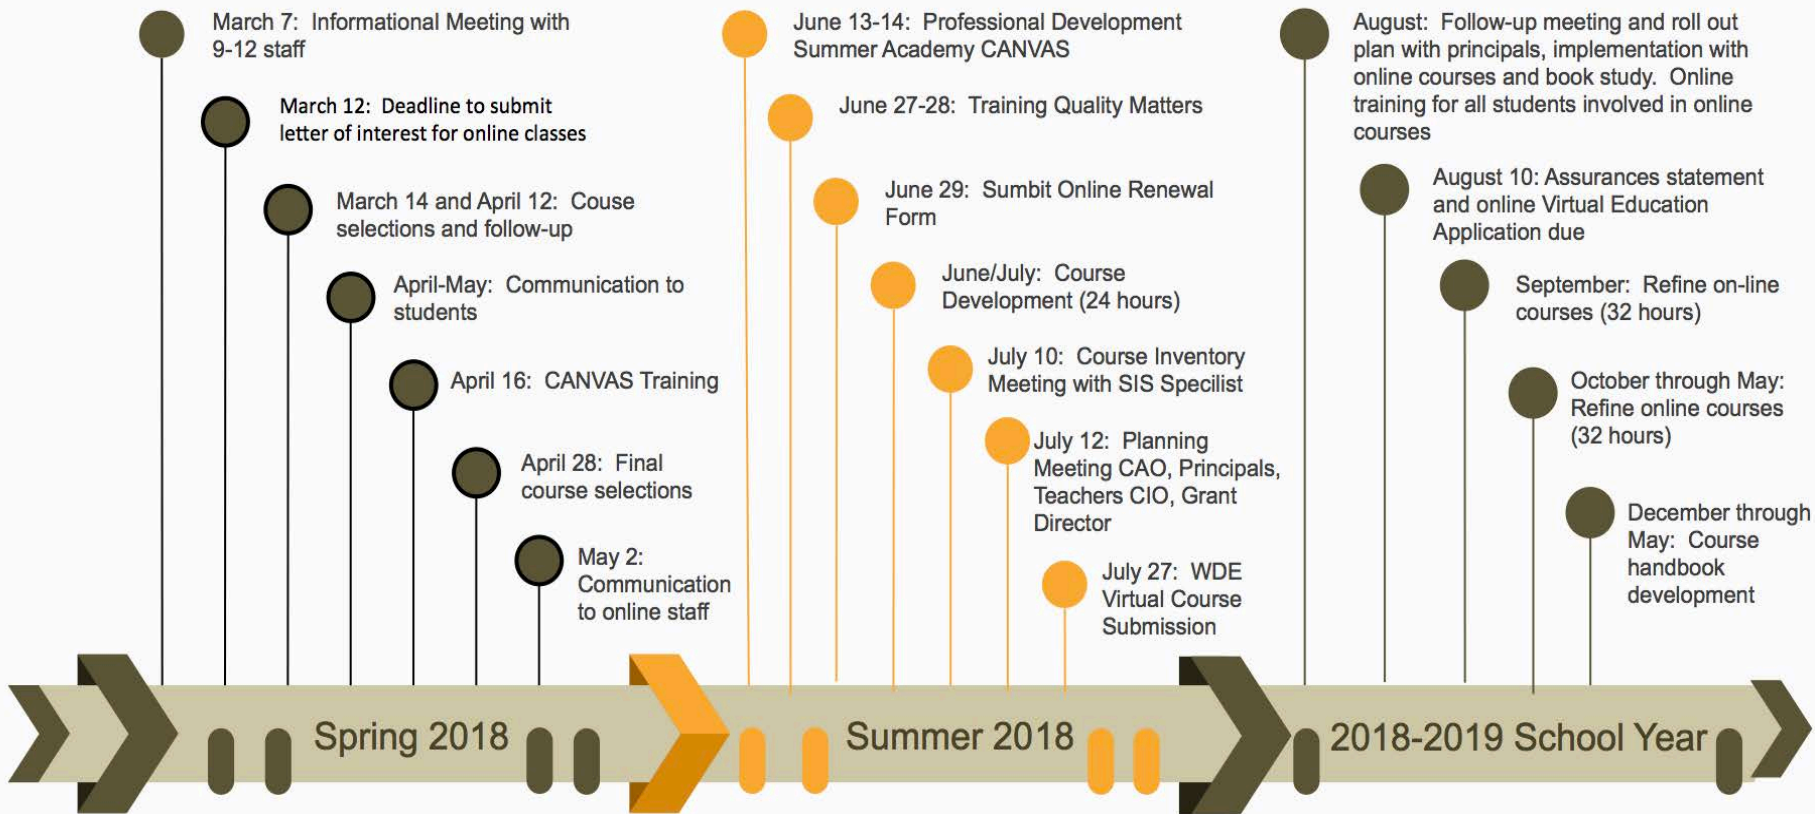 March 7:  Informational Meeting with
9-12 staff
March 12:  Deadline to submit
letter of interest for online classes
March 14 and April 12:  Couse
selections and follow-up
April-May:  Communication to
students
April 16:  CANVAS Training
April 28:  Final
course selections
May 2:
Communication
to online staff
June 13-14:  Professional Development
Summer Academy CANVAS
June 27-28:  Training Quality Matters
June 29:  Sumbit Online Renewal
Form
June/July:  Course
Development (24 hours)
July 10:  Course Inventory
Meeting with SIS Specilist
July 12:  Planning
Meeting CAO, Principals,
Teachers CIO, Grant
Director
July 27:  WDE
Virtual Course
Submission
August:  Follow-up meeting and roll out
plan with principals, implementation with
online courses and book study.  Online
training for all students involved in online
courses
August 10: Assurances statement
and online Virtual Education
Application due
September:  Refine on-line
courses (32 hours)
October through May:
Refine online courses
(32 hours)
December through
May:  Course
handbook
development
Spring 2018
Summer 2018
2018-2019 School Year